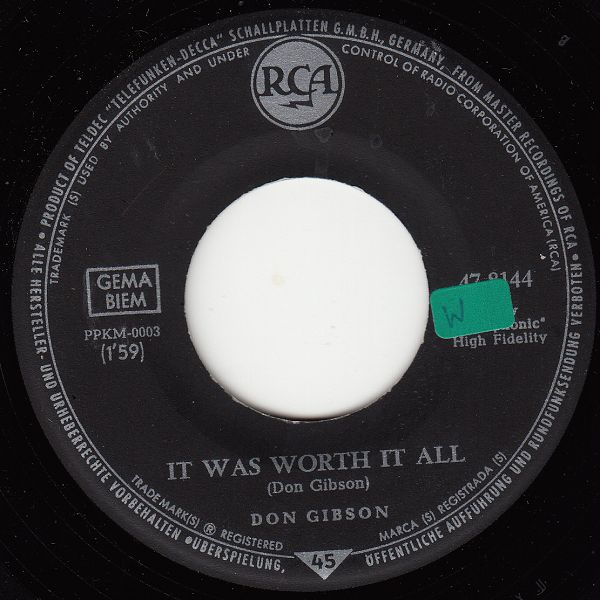 • PRODUCT OF TELDEC "TELEFUNKEN-DECCA" SCHALLPLATTEN G.M.B.H., GERMANY. FROM MASTER RECORDINGS OF RCA •
TRADEMARK (S) USED BY AUTHORITY AND UNDER CONTROL OF RADIO CORPORATION OF AMERICA (RCA)
RCA
GEMA
BIEM
PPKM-0003
(1'59)
47-8144
W
High Fidelity
IT WAS WORTH IT ALL
(Don Gibson)
DON GIBSON
TRADEMARK(S) ® REGISTERED
MARCA (S) REGISTRADA (S)
45
ALLE HERSTELLER- UND URHEBERRECHTE VORBEHALTEN • ÜBERSPIELUNG, ÖFFENTLICHE AUFFÜHRUNG UND RUNDFUNKSENDUNG VERBOTEN •